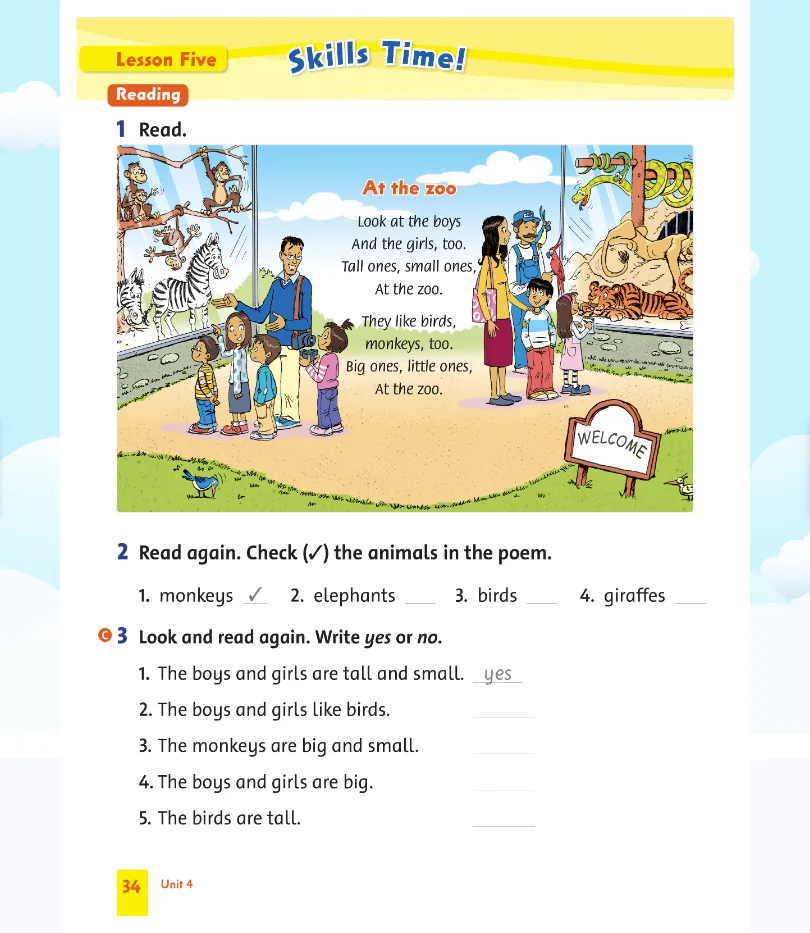 Lesson Five
Skills Time!
Reading
1 Read.
At the zoo
Look at the boys
And the girls, too.
Tall ones, small ones,
At the zoo.
They like birds,
monkeys, too.
Big ones, little ones,
At the zoo.
WELCOME
2 Read again. Check (✓) the animals in the poem.
1. monkeys ✓ 2. elephants ___ 3. birds ___ 4. giraffes ___
C 3 Look and read again. Write yes or no.
1. The boys and girls are tall and small. yes
2. The boys and girls like birds. ___
3. The monkeys are big and small. ___
4. The boys and girls are big. ___
5. The birds are tall. ___
34 Unit 4